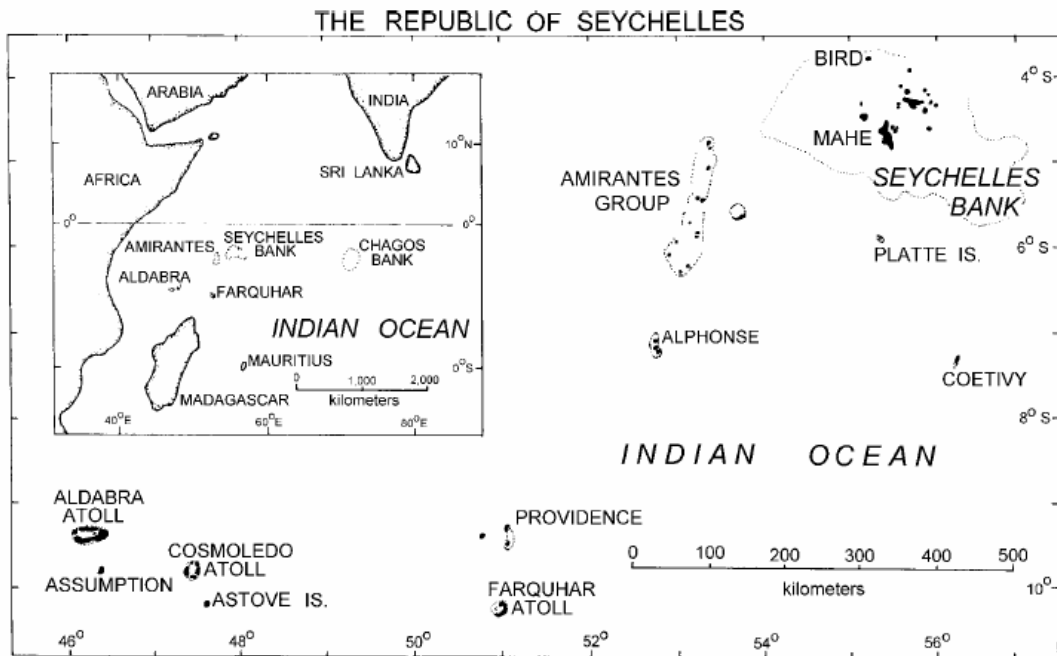 THE REPUBLIC OF SEYCHELLES
ARABIA
INDIA
10°N
AFRICA
SRI LANKA
0°
0°
AMIRANTES
SEYCHELLES
BANK
CHAGOS
BANK
ALDABRA
FARQUHAR
INDIAN OCEAN
MAURITIUS
0°S
0 1,000 2,000
kilometers
MADAGASCAR
40°E
60°E
80°E
BIRD
4° S
MAHE
SEYCHELLES
BANK
AMIRANTES
GROUP
PLATTE IS.
6° S
ALPHONSE
COETIVY
8° S
INDIAN OCEAN
ALDABRA
ATOLL
PROVIDENCE
COSMOLEDO
ATOLL
ASSUMPTION
ASTOVE IS.
FARQUHAR
ATOLL
0 100 200 300 400 500
kilometers
10°
46° 48° 50° 52° 54° 56°